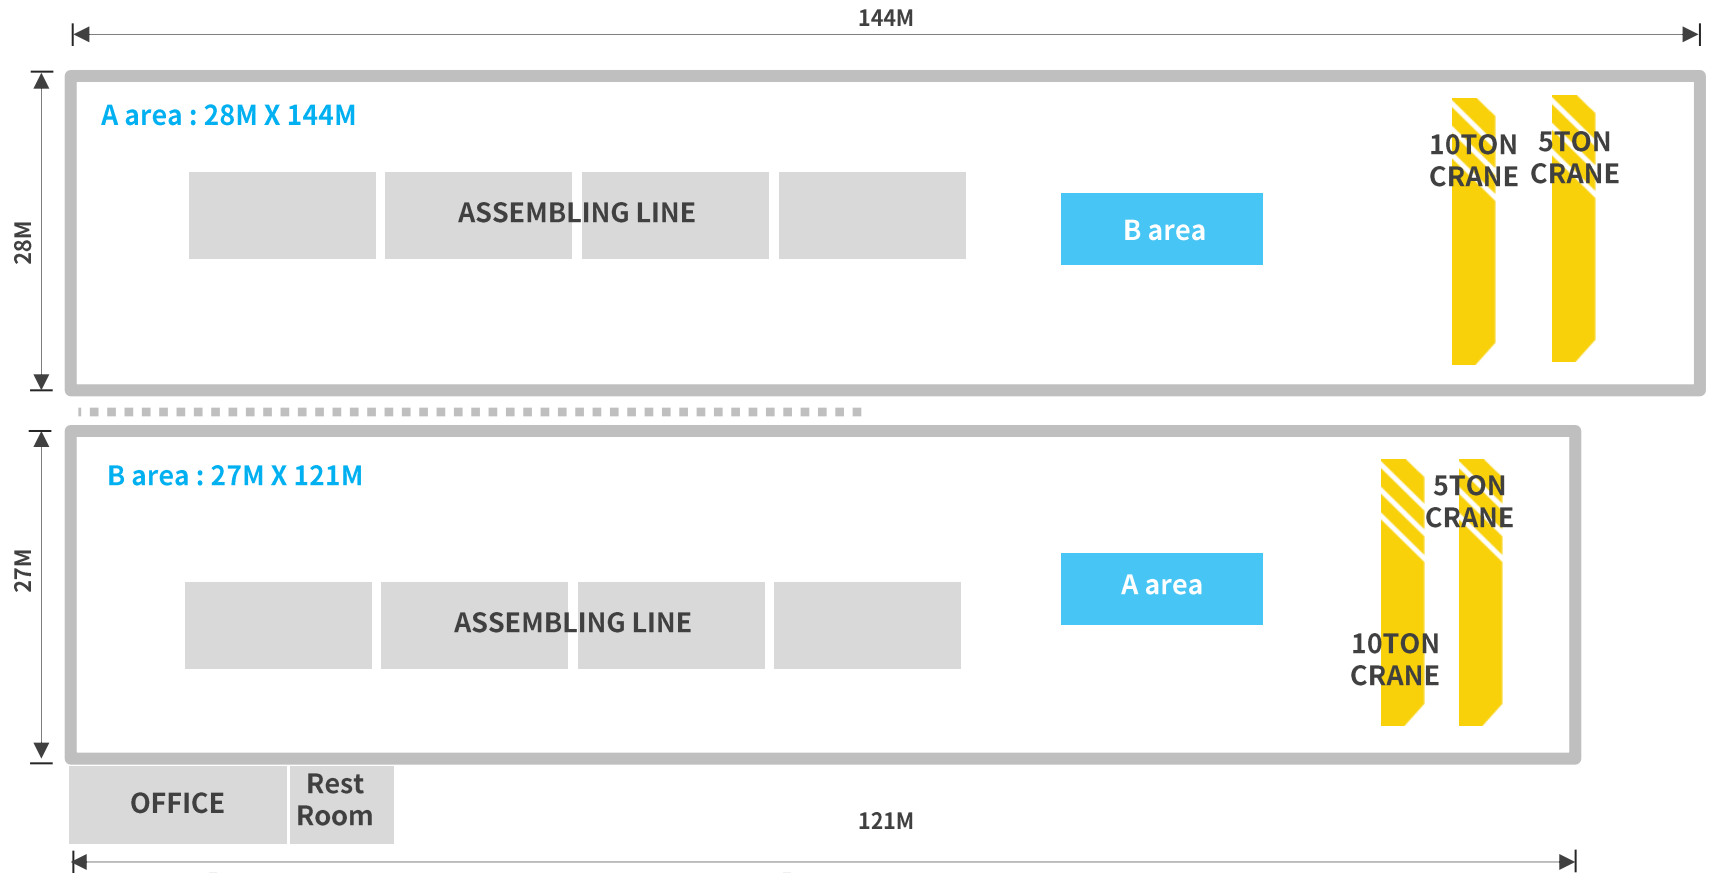 144M
A area : 28M X 144M
10TON
CRANE
5TON
CRANE
ASSEMBLING LINE
B area
28M
B area : 27M X 121M
5TON
CRANE
27M
A area
ASSEMBLING LINE
10TON
CRANE
OFFICE
Rest
Room
121M